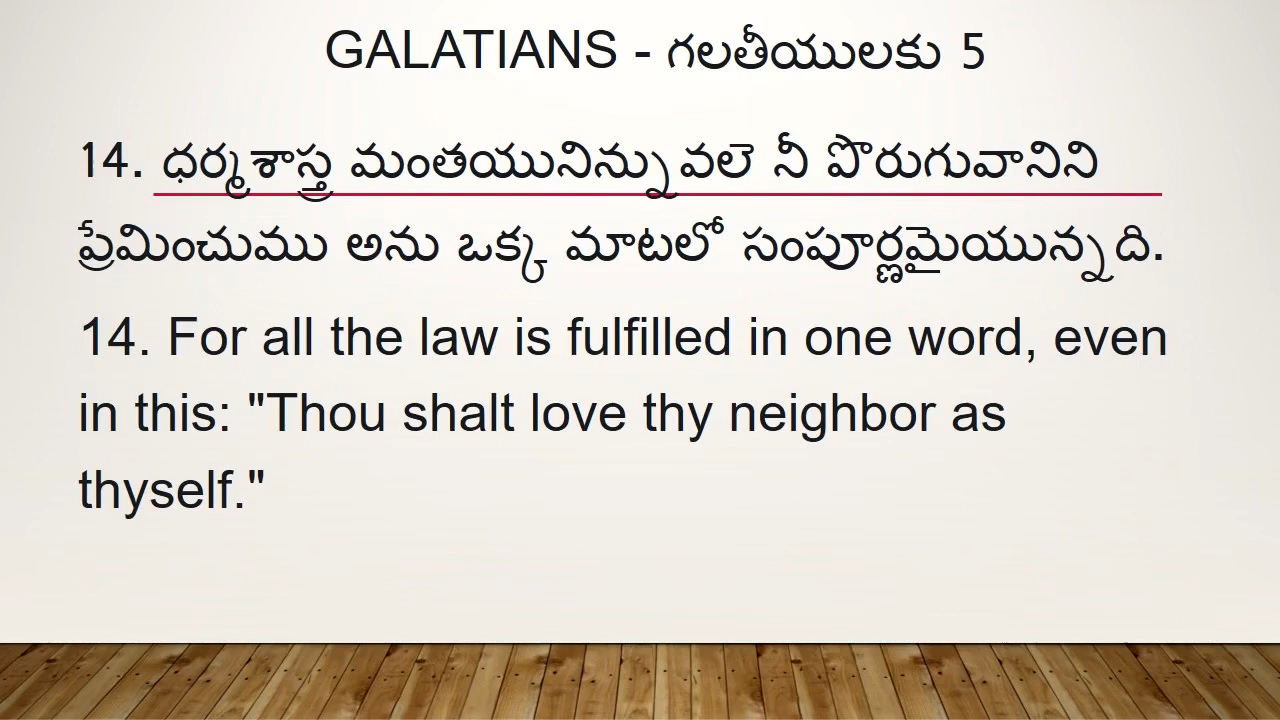 GALATIANS - గలతీయులకు 5
14. ధర్మశాస్త్ర మంతయునిన్నువలె నీ పొరుగువానిని
ప్రేమించుము అను ఒక్క మాటలో సంపూర్ణమైయున్నది.
14. For all the law is fulfilled in one word, even
in this: "Thou shalt love thy neighbor as
thyself."